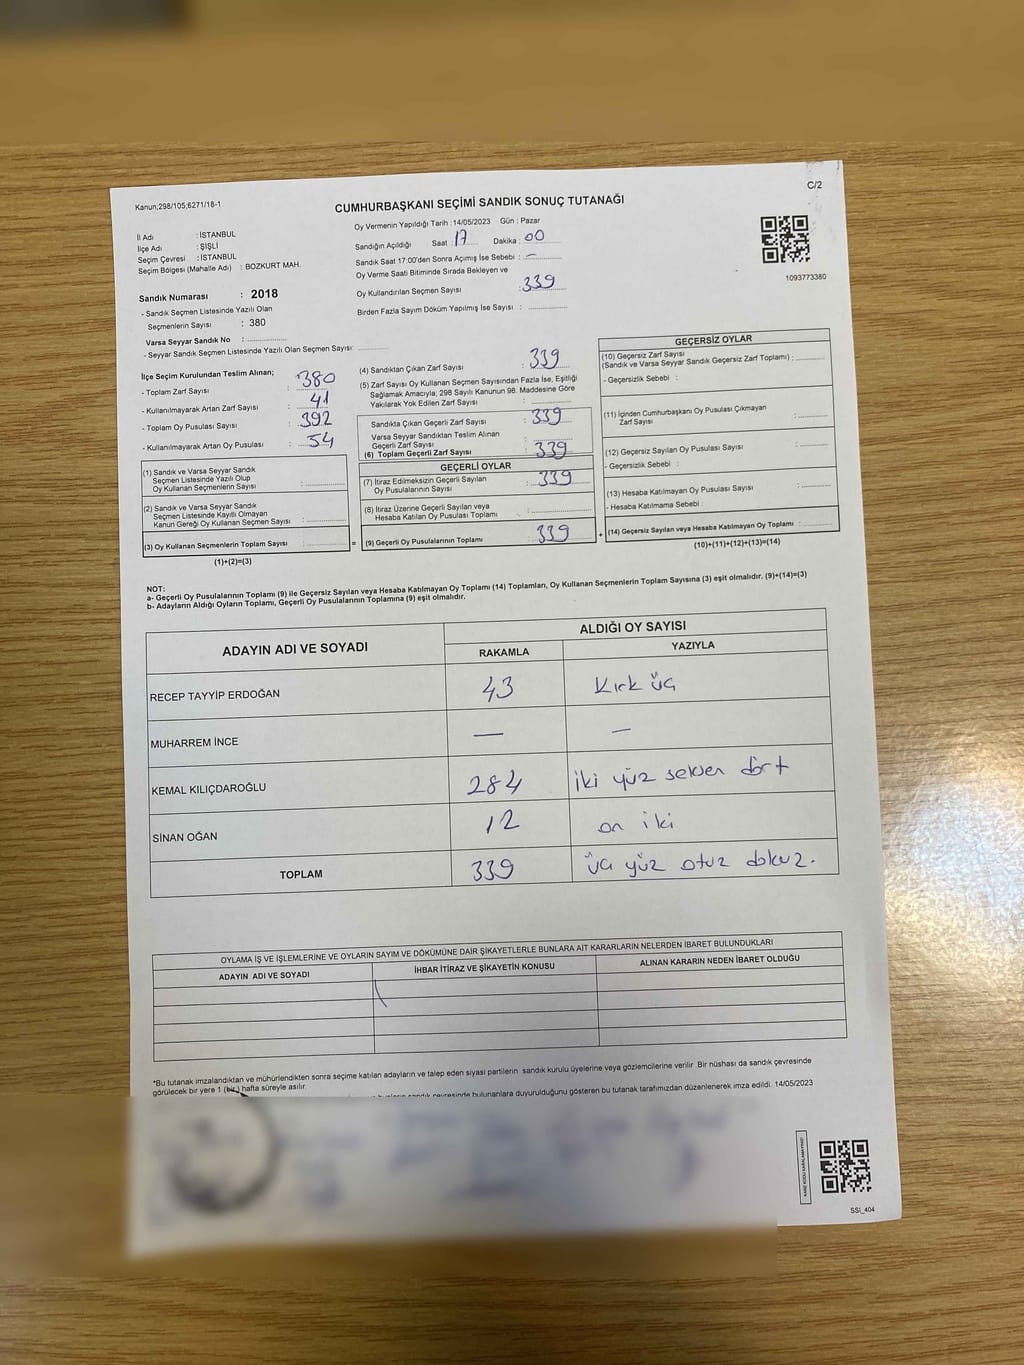 C/2
Kanun;298/105;6271/18-1
CUMHURBAŞKANI SEÇİMİ SANDIK SONUÇ TUTANAĞI
İl Adı : İSTANBUL
İlçe Adı : ŞİŞLİ
Seçim Çevresi : İSTANBUL
Seçim Bölgesi (Mahalle Adı) : BOZKURT MAH.
Sandık Numarası : 2018
- Sandık Seçmen Listesinde Yazılı Olan
Seçmenlerin Sayısı : 380
Varsa Seyyar Sandık No :
- Seyyar Sandık Seçmen Listesinde Yazılı Olan Seçmen Sayısı:
Oy Vermenin Yapıldığı Tarih : 14/05/2023 Gün : Pazar
Sandığın Açıldığı Saat : 17 Dakika : 00
Sandık Saat 17:00'den Sonra Açımış İse Sebebi : —
Oy Verme Saati Bitiminde Sırada Bekleyen ve
Oy Kullandırılan Seçmen Sayısı : 339
Birden Fazla Sayım Döküm Yapılmış İse Sayısı :
1093773380
İlçe Seçim Kurulundan Teslim Alınan;
- Toplam Zarf Sayısı : 380
- Kullanılmayarak Artan Zarf Sayısı : 41
- Toplam Oy Pusulası Sayısı : 392
- Kullanılmayarak Artan Oy Pusulası : 54
(1) Sandık ve Varsa Seyyar Sandık
Seçmen Listesinde Yazılı Olup
Oy Kullanan Seçmenlerin Sayısı :
(2) Sandık ve Varsa Seyyar Sandık
Seçmen Listesinde Kayıtlı Olmayan
Kanun Gereği Oy Kullanan Seçmen Sayısı :
(3) Oy Kullanan Seçmenlerin Toplam Sayısı =
(1)+(2)=(3)
(4) Sandıktan Çıkan Zarf Sayısı : 339
(5) Zarf Sayısı Oy Kullanan Seçmen Sayısından Fazla İse, Eşitliği
Sağlamak Amacıyla; 298 Sayılı Kanunun 98. Maddesine Göre
Yakılarak Yok Edilen Zarf Sayısı :
Sandıkta Çıkan Geçerli Zarf Sayısı : 339
Varsa Seyyar Sandıktan Teslim Alınan
Geçerli Zarf Sayısı :
(6) Toplam Geçerli Zarf Sayısı : 339
GEÇERLİ OYLAR
(7) İtiraz Edilmeksizin Geçerli Sayılan
Oy Pusulalarının Sayısı : 339
(8) İtiraz Üzerine Geçerli Sayılan veya
Hesaba Katılan Oy Pusulası Toplamı :
(9) Geçerli Oy Pusulalarının Toplamı : 339 +
GEÇERSİZ OYLAR
(10) Geçersiz Zarf Sayısı
(Sandık ve Varsa Seyyar Sandık Geçersiz Zarf Toplamı) :
- Geçersizlik Sebebi :
(11) İçinden Cumhurbaşkanı Oy Pusulası Çıkmayan
Zarf Sayısı :
(12) Geçersiz Sayılan Oy Pusulası Sayısı :
- Geçersizlik Sebebi :
(13) Hesaba Katılmayan Oy Pusulası Sayısı :
- Hesaba Katılmama Sebebi :
(14) Geçersiz Sayılan veya Hesaba Katılmayan Oy Toplamı :
(10)+(11)+(12)+(13)=(14)
NOT:
a- Geçerli Oy Pusulalarının Toplamı (9) ile Geçersiz Sayılan veya Hesaba Katılmayan Oy Toplamı (14) Toplamları, Oy Kullanan Seçmenlerin Toplam Sayısına (3) eşit olmalıdır. (9)+(14)=(3)
b- Adayların Aldığı Oyların Toplamı, Geçerli Oy Pusulalarının Toplamına (9) eşit olmalıdır.
ADAYIN ADI VE SOYADI ALDIĞI OY SAYISI
RAKAMLA YAZIYLA
RECEP TAYYİP ERDOĞAN 43 Kırk üç
MUHARREM İNCE — —
KEMAL KILIÇDAROĞLU 284 iki yüz seksen dört
SİNAN OĞAN 12 on iki
TOPLAM 339 üç yüz otuz dokuz.
OYLAMA İŞ VE İŞLEMLERİNE VE OYLARIN SAYIM VE DÖKÜMÜNE DAİR ŞİKAYETLERLE BUNLARA AİT KARARLARIN NELERDEN İBARET BULUNDUKLARI
ADAYIN ADI VE SOYADI İHBAR İTİRAZ VE ŞİKAYETİN KONUSU ALINAN KARARIN NEDEN İBARET OLDUĞU
*Bu tutanak imzalandıktan ve mühürlendikten sonra seçime katılan adayların ve talep eden siyasi partilerin sandık kurulu üyelerine veya gözlemcilerine verilir. Bir nüshası da sandık çevresinde
görülecek bir yere 1 (bir) hafta süreyle asılır.
sandık çevresinde bulunanlara duyurulduğunu gösteren bu tutanak tarafımızdan düzenlenerek imza edildi. 14/05/2023
KARE KODU KARALAMAYINIZ!
SSI_404